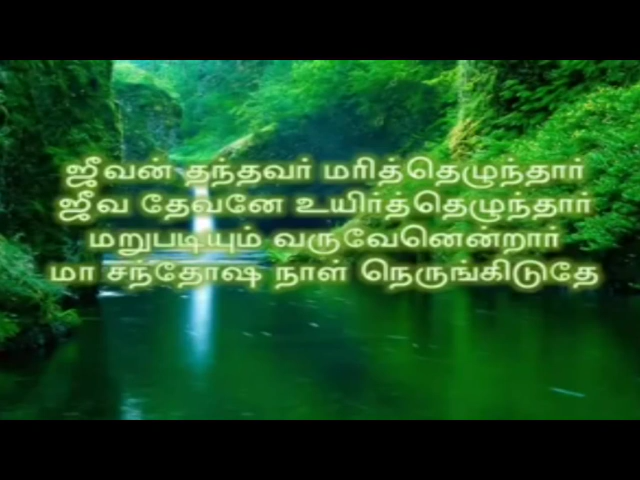 ஜீவன் தந்தவர் மரித்தெழுந்தார்
ஜீவ தேவனே உயிர்த்தெழுந்தார்
மறுபடியும் வருவேனென்றார்
மா சந்தோஷ நாள் நெருங்கிடுதே